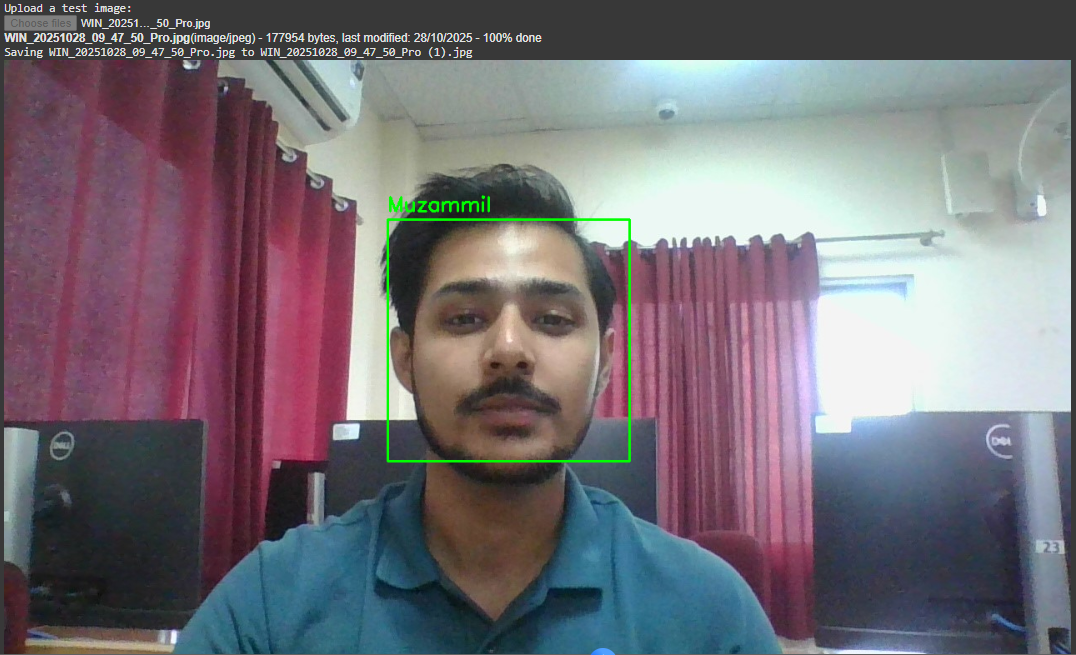 Upload a test image:
Choose files WIN_20251..._50_Pro.jpg
WIN_20251028_09_47_50_Pro.jpg(image/jpeg) - 177954 bytes, last modified: 28/10/2025 - 100% done
Saving WIN_20251028_09_47_50_Pro.jpg to WIN_20251028_09_47_50_Pro (1).jpg
Muzammil
DELL
DELL
23